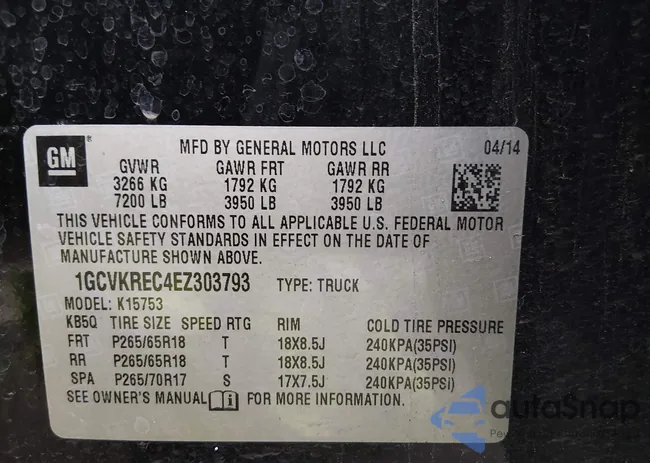 GM
MFD BY GENERAL MOTORS LLC 04/14
GVWR GAWR FRT GAWR RR
3266 KG 1792 KG 1792 KG
7200 LB 3950 LB 3950 LB
THIS VEHICLE CONFORMS TO ALL APPLICABLE U.S. FEDERAL MOTOR
VEHICLE SAFETY STANDARDS IN EFFECT ON THE DATE OF
MANUFACTURE SHOWN ABOVE.
1GCVKREC4EZ303793 TYPE: TRUCK
MODEL: K15753
KB5Q TIRE SIZE SPEED RTG RIM COLD TIRE PRESSURE
FRT P265/65R18 T 18X8.5J 240KPA(35PSI)
RR P265/65R18 T 18X8.5J 240KPA(35PSI)
SPA P265/70R17 S 17X7.5J 240KPA(35PSI)
SEE OWNER'S MANUAL i FOR MORE INFORMATION.
autoSnap